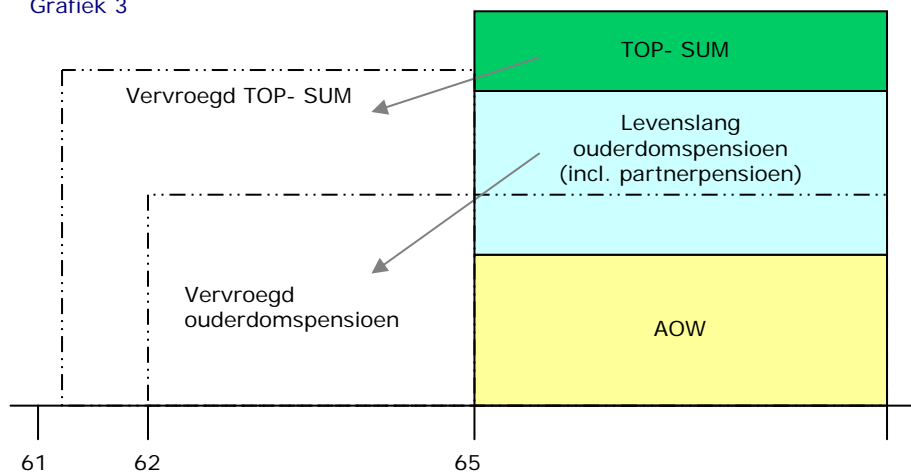 Grafiek 3
TOP- SUM
Vervroegd TOP- SUM
Levenslang
ouderdomspensioen
(incl. partnerpensioen)
Vervroegd
ouderdomspensioen
AOW
61
62
65